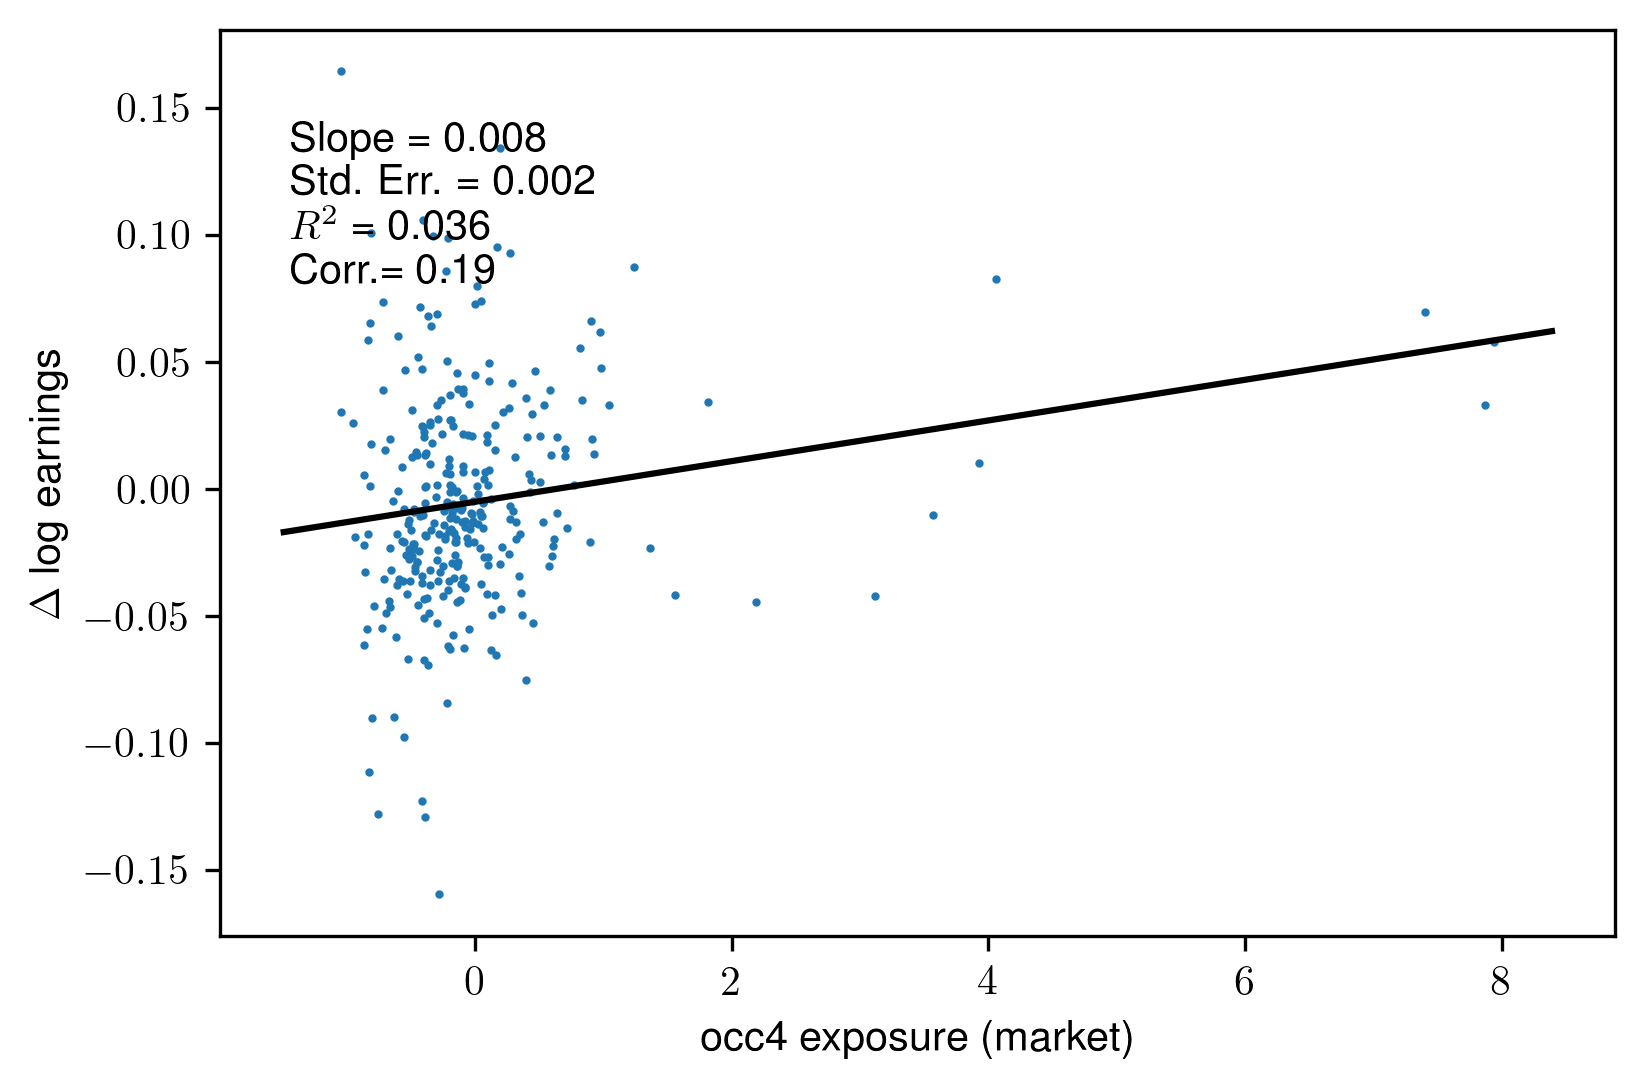 Slope = 0.008
Std. Err. = 0.002
R² = 0.036
Corr.= 0.19
0.15
0.10
0.05
0.00
−0.05
−0.10
−0.15
Δ log earnings
0
2
4
6
8
occ4 exposure (market)